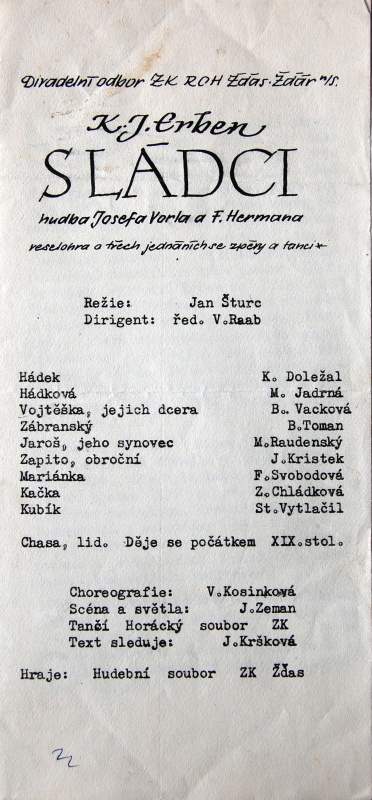 Divadelní odbor ZK ROH Žďas - Žďár n/s.
K. J. Erben
SLÁDCI
hudba Josefa Vorla a F. Hermana
veselohra o třech jednáních se zpěvy a tanci
Režie: Jan Šturc
Dirigent: řed. V.Raab
Hádek K. Doležal
Hádková M. Jadrná
Vojtěška, jejich dcera B. Vacková
Zábranský B.Toman
Jaroš, jeho synovec M.Raudenský
Zapito, obroční J.Kristek
Mariánka F.Svobodová
Kačka Z.Chládková
Kubík St.Vytlačil
Chasa, lid. Děje se počátkem XIX.stol.
Choreografie: V.Kosinková
Scéna a světla: J.Zeman
Tančí Horácký soubor ZK
Text sleduje: J.Kršková
Hraje: Hudební soubor ZK Žďas